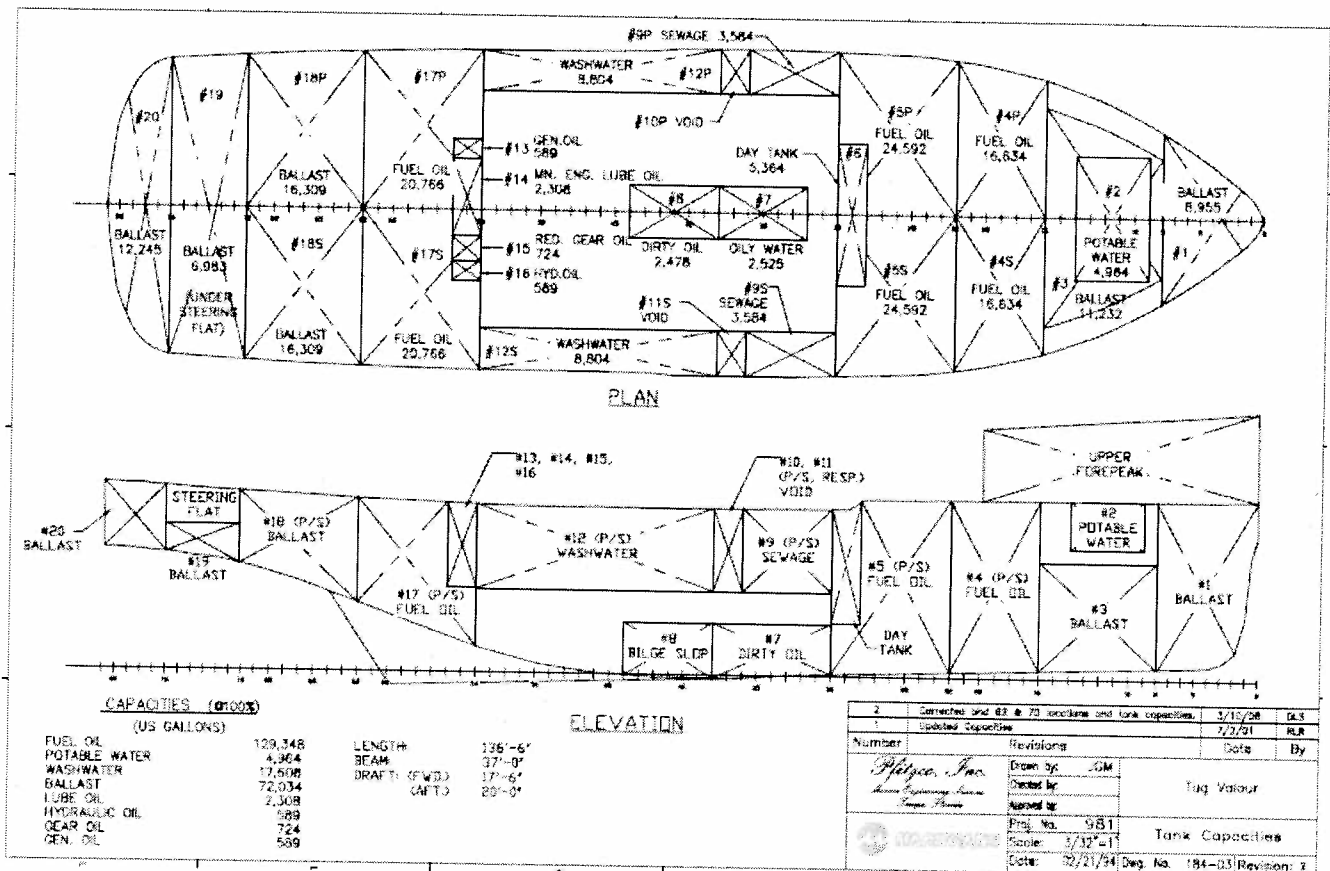 #9P SEWAGE 3,584
WASHWATER
8,804
#12P
#10P VOID
#20
#19
#18P
#17P
#13 GEN.OIL
589
#14 MN. ENG. LUBE OIL
2,308
DAY TANK
5,364
#6
#5P
FUEL OIL
24,592
#4P
FUEL OIL
16,634
#2
POTABLE
WATER
4,964
BALLAST
8,955
#1
BALLAST
16,309
FUEL OIL
20,766
#8
#7
BALLAST
12,245
BALLAST
6,983
(UNDER
STEERING
FLAT)
#18S
#17S
#15 RED. GEAR OIL
724
#16 HYD.OIL
589
DIRTY OIL
2,478
OILY WATER
2,525
#5S
FUEL OIL
24,592
#4S
FUEL OIL
16,634
#3
BALLAST
11,232
BALLAST
16,309
FUEL OIL
20,766
#12S
WASHWATER
8,804
#11S
VOID
#9S
SEWAGE
3,584
PLAN
#13, #14, #15,
#16
#10, #11
(P/S, RESP.)
VOID
UPPER
FOREPEAK
#20
BALLAST
STEERING
FLAT
#19
BALLAST
#18 (P/S)
BALLAST
#17 (P/S)
FUEL OIL
#12 (P/S)
WASHWATER
#9 (P/S)
SEWAGE
#5 (P/S)
FUEL OIL
#4 (P/S)
FUEL OIL
#2
POTABLE
WATER
#1
BALLAST
#3
BALLAST
#8
BILGE SLOP
#7
DIRTY OIL
DAY
TANK
ELEVATION
CAPACITIES (@100%)
(US GALLONS)
FUEL OIL 129,348
POTABLE WATER 4,964
WASHWATER 17,608
BALLAST 72,034
LUBE OIL 2,308
HYDRAULIC OIL 589
GEAR OIL 724
GEN. OIL 589
LENGTH: 136'-6"
BEAM: 37'-0"
DRAFT: (FWD.) 17'-6"
(AFT.) 20'-0"
2 Corrected and tank capacities. DLS
1 Updated Capacities RLR
Number Revisions Date By
Pfitzco, Inc.
Drawn by: JGM
Checked by:
Approved by:
Proj. No. 981
Scale: 3/32"=1'
Date: 02/21/94
Tug Valour
Tank Capacities
Dwg. No. 184-03 Revision: 2